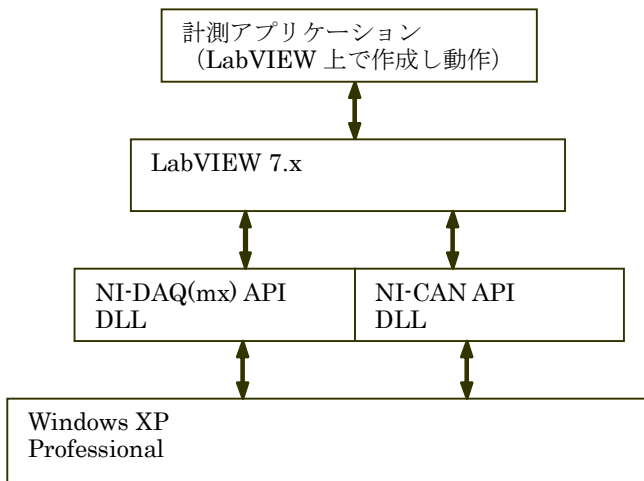 計測アプリケーション
（LabVIEW 上で作成し動作）
LabVIEW 7.x
NI-DAQ(mx) API
DLL
NI-CAN API
DLL
Windows XP
Professional